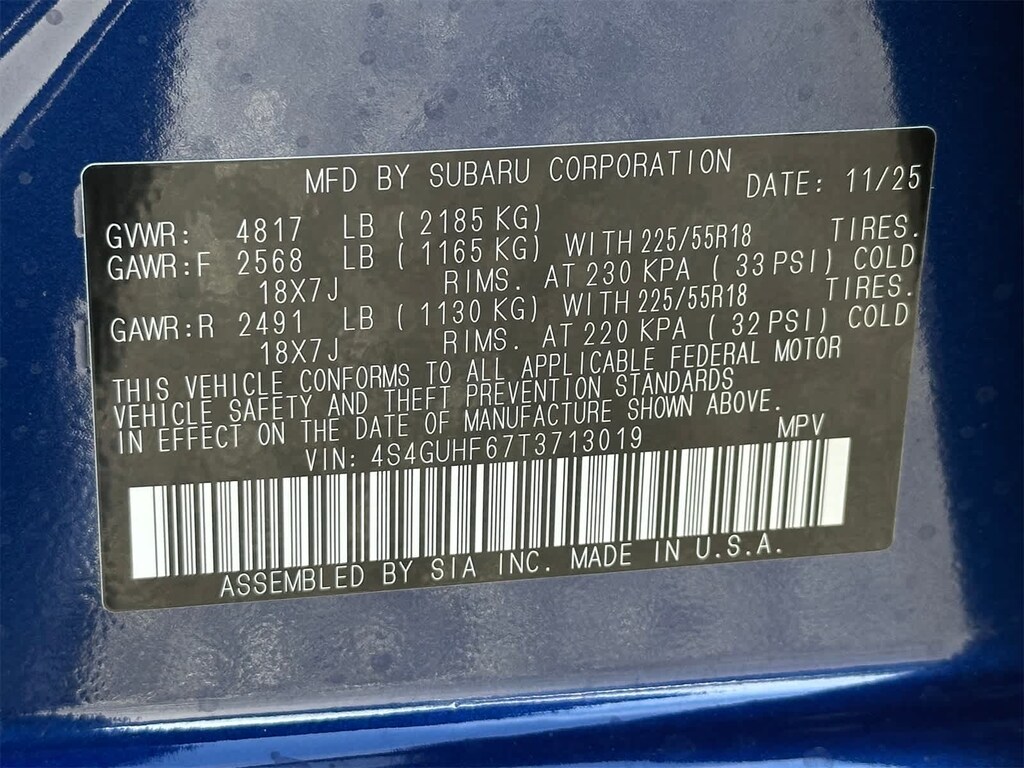 MFD BY SUBARU CORPORATION DATE: 11/25
GVWR: 4817 LB (2185 KG)
GAWR:F 2568 LB (1165 KG) WITH 225/55R18 TIRES.
18X7J RIMS. AT 230 KPA (33 PSI) COLD
GAWR:R 2491 LB (1130 KG) WITH 225/55R18 TIRES.
18X7J RIMS. AT 220 KPA (32 PSI) COLD
THIS VEHICLE CONFORMS TO ALL APPLICABLE FEDERAL MOTOR
VEHICLE SAFETY AND THEFT PREVENTION STANDARDS
IN EFFECT ON THE DATE OF MANUFACTURE SHOWN ABOVE.
VIN: 4S4GUHF67T3713019 MPV
ASSEMBLED BY SIA INC. MADE IN U.S.A.